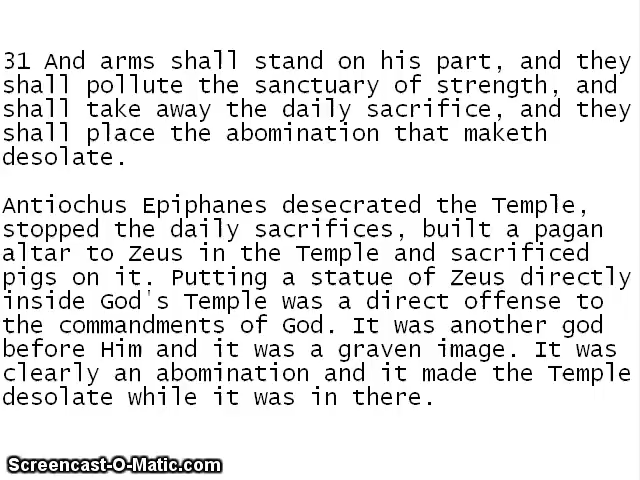 31 And arms shall stand on his part, and they
shall pollute the sanctuary of strength, and
shall take away the daily sacrifice, and they
shall place the abomination that maketh
desolate.
Antiochus Epiphanes desecrated the Temple,
stopped the daily sacrifices, built a pagan
altar to Zeus in the Temple and sacrificed
pigs on it. Putting a statue of Zeus directly
inside God's Temple was a direct offense to
the commandments of God. It was another god
before Him and it was a graven image. It was
clearly an abomination and it made the Temple
desolate while it was in there.
Screencast-O-Matic.com